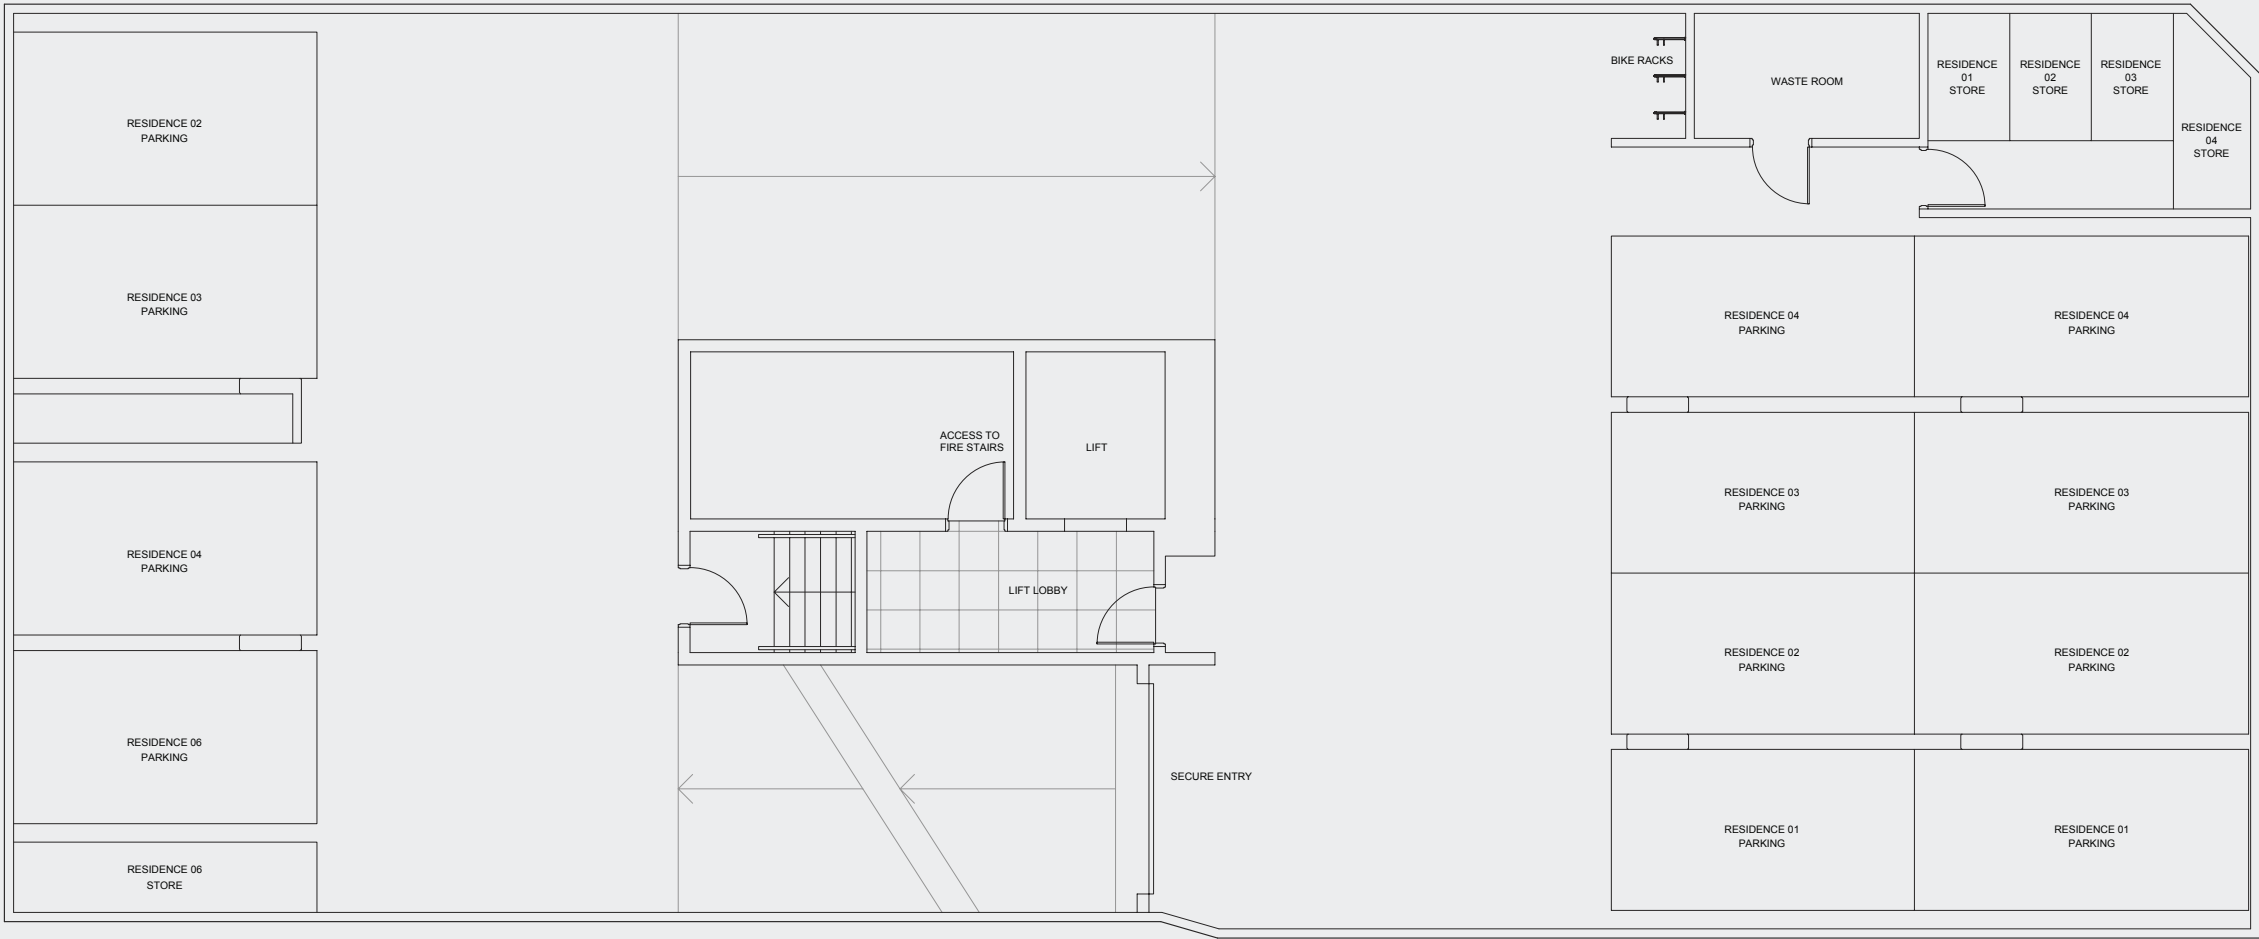 BIKE RACKS
WASTE ROOM
RESIDENCE
01
STORE
RESIDENCE
02
STORE
RESIDENCE
03
STORE
RESIDENCE
04
STORE
RESIDENCE 02
PARKING
RESIDENCE 03
PARKING
RESIDENCE 04
PARKING
RESIDENCE 06
PARKING
RESIDENCE 06
STORE
ACCESS TO
FIRE STAIRS
LIFT
LIFT LOBBY
SECURE ENTRY
RESIDENCE 04
PARKING
RESIDENCE 04
PARKING
RESIDENCE 03
PARKING
RESIDENCE 03
PARKING
RESIDENCE 02
PARKING
RESIDENCE 02
PARKING
RESIDENCE 01
PARKING
RESIDENCE 01
PARKING